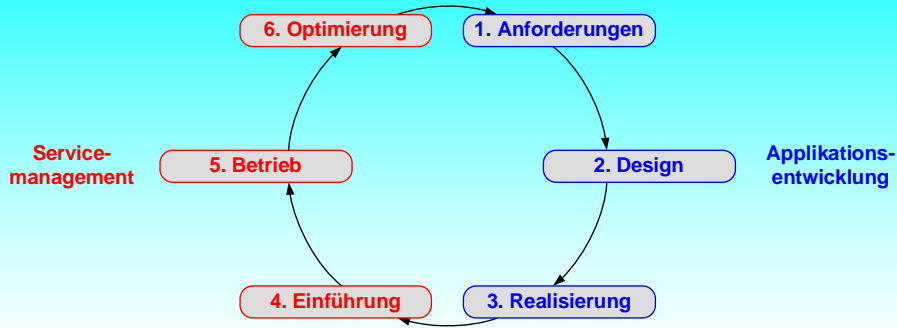 6. Optimierung
1. Anforderungen
Service-
management
5. Betrieb
2. Design
Applikations-
entwicklung
4. Einführung
3. Realisierung